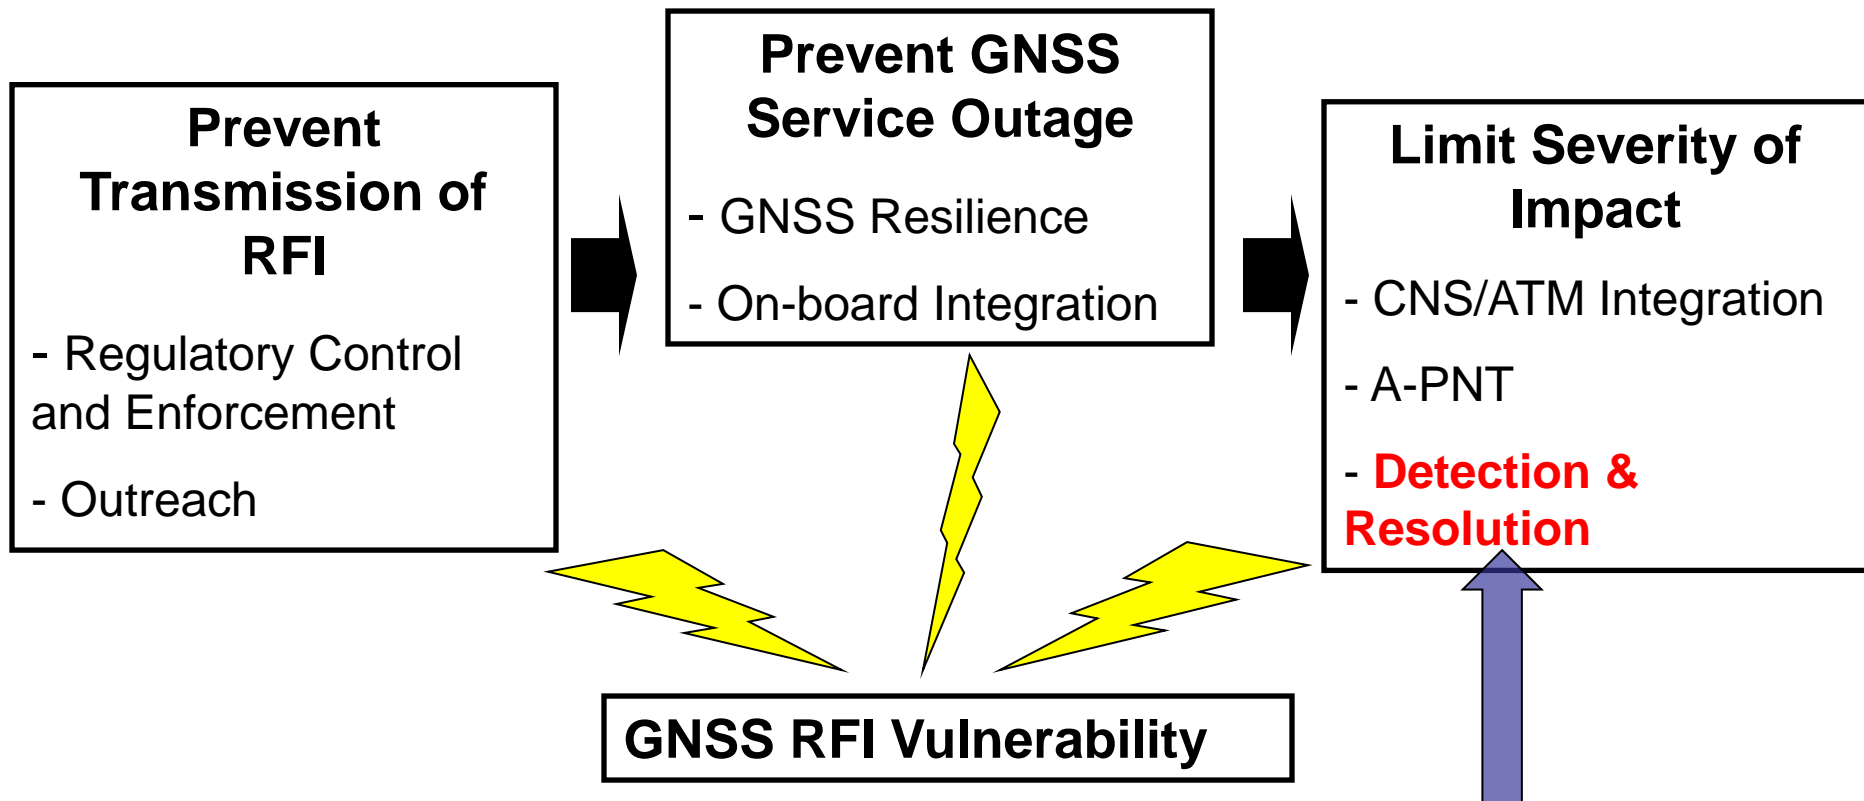 Prevent
Transmission of
RFI
- Regulatory Control
and Enforcement
- Outreach
Prevent GNSS
Service Outage
- GNSS Resilience
- On-board Integration
Limit Severity of
Impact
- CNS/ATM Integration
- A-PNT
- Detection &
Resolution
GNSS RFI Vulnerability